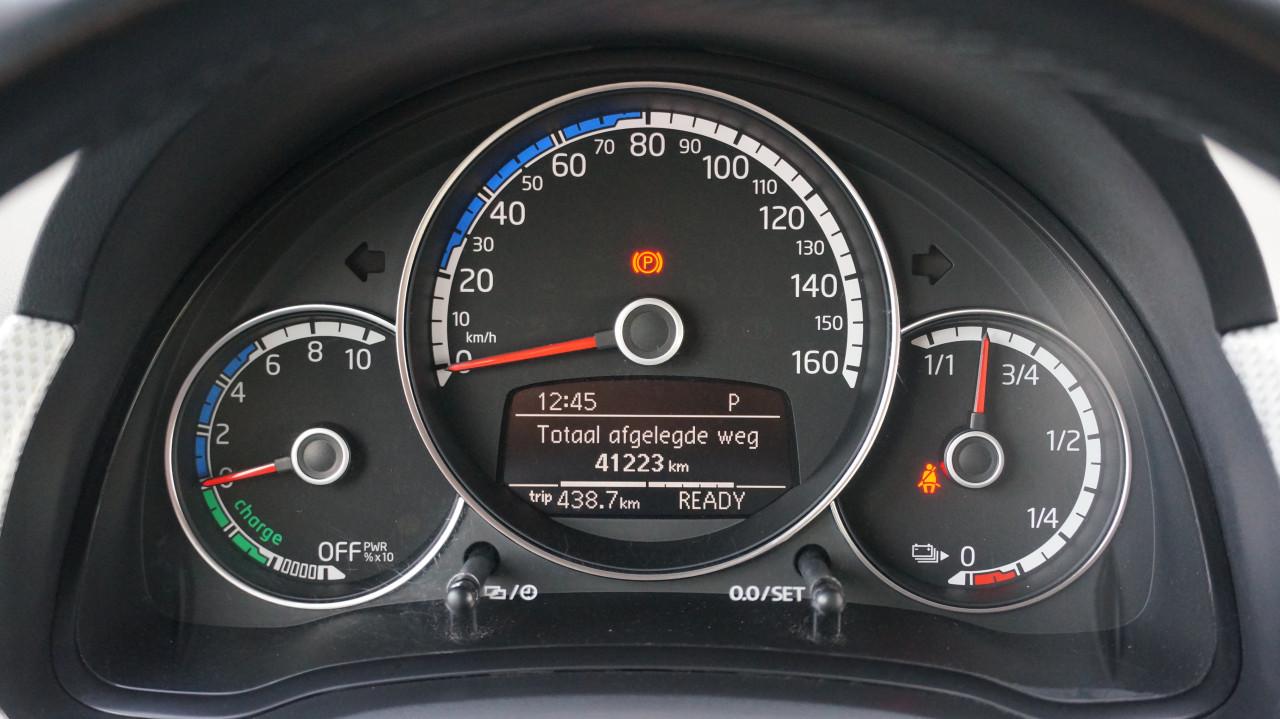 0 10 20 30 40 50 60 70 80 90 100 110 120 130 140 150 160
km/h
P
12:45 P
Totaal afgelegde weg
41223 km
trip 438.7 km READY
0 2 4 6 8 10
charge
OFF PWR
% x10
1/1 3/4
1/2
1/4
0
/
0.0/SET